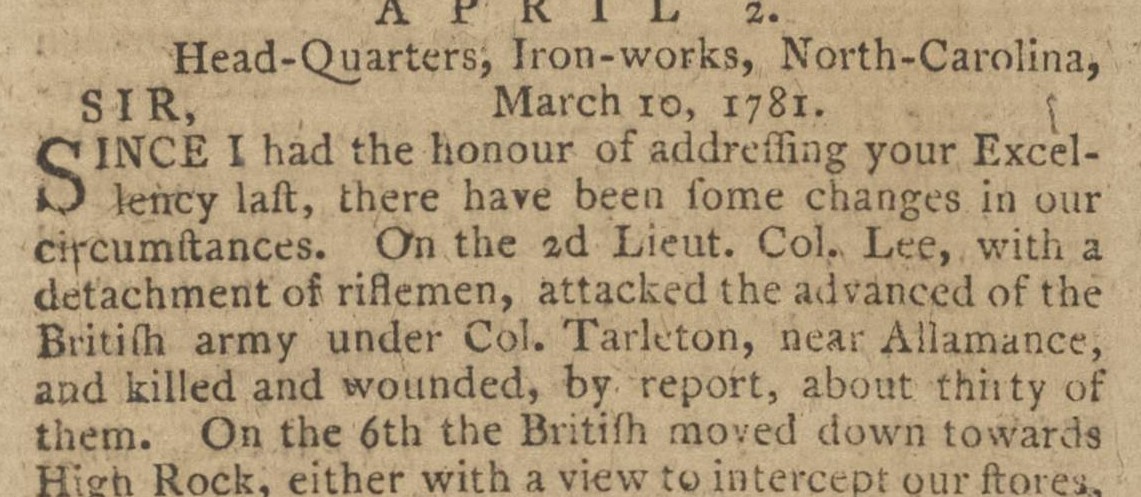 APRIL 2.
Head-Quarters, Iron-works, North-Carolina,
SIR, March 10, 1781.
SINCE I had the honour of addreſſing your Excel-
lency laſt, there have been ſome changes in our
circumſtances. On the 2d Lieut. Col. Lee, with a
detachment of riflemen, attacked the advanced of the
Britiſh army under Col. Tarleton, near Allamance,
and killed and wounded, by report, about thirty of
them. On the 6th the Britiſh moved down towards
High Rock, either with a view to intercept our ſtores,